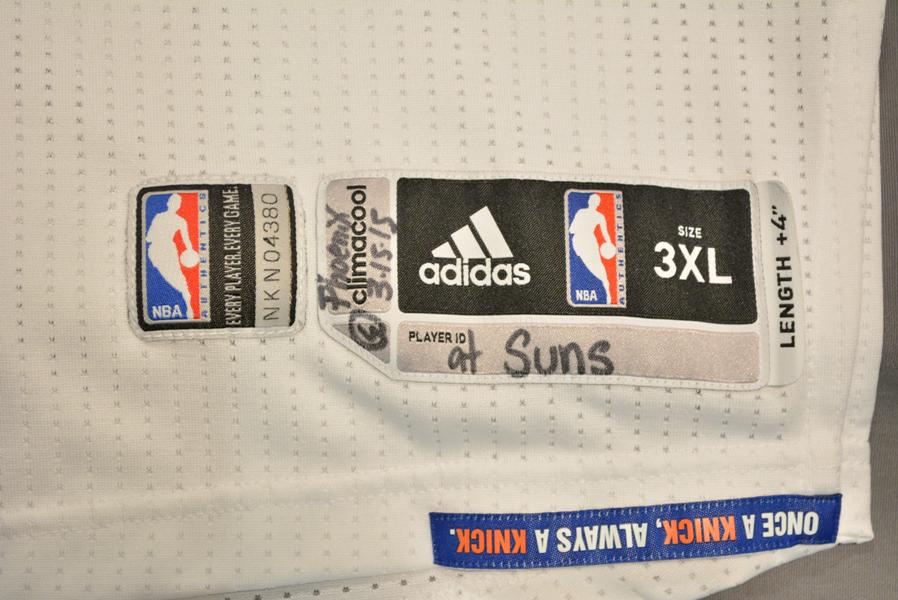 NBA
AUTHENTICS
EVERY PLAYER.EVERY GAME.
NKN04380
@ Phoenix
3-15-15
climacool
adidas
NBA
AUTHENTICS
SIZE
3XL
LENGTH +4"
PLAYER ID
at Suns
ONCE A KNICK, ALWAYS A KNICK.